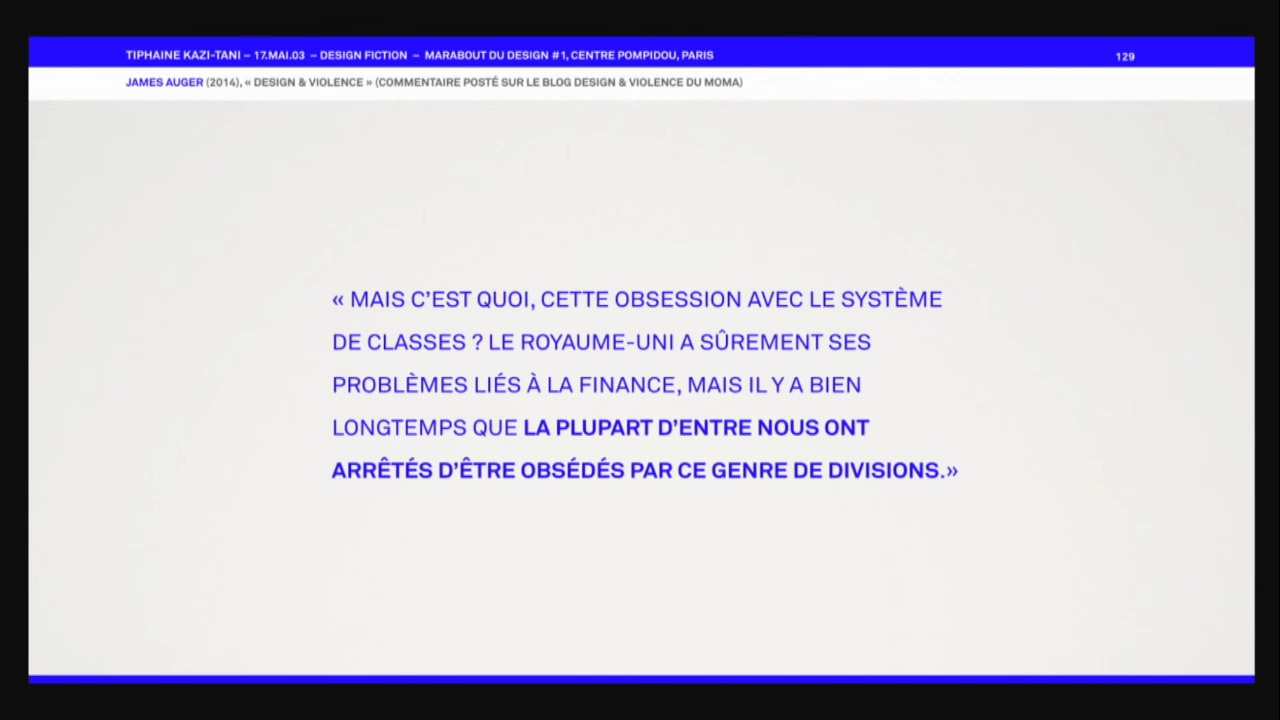 TIPHAINE KAZI-TANI – 17.MAI.03 – DESIGN FICTION – MARABOUT DU DESIGN #1, CENTRE POMPIDOU, PARIS
129
JAMES AUGER (2014), « DESIGN & VIOLENCE » (COMMENTAIRE POSTÉ SUR LE BLOG DESIGN & VIOLENCE DU MOMA)
« MAIS C’EST QUOI, CETTE OBSESSION AVEC LE SYSTÈME
DE CLASSES ? LE ROYAUME-UNI A SÛREMENT SES
PROBLÈMES LIÉS À LA FINANCE, MAIS IL Y A BIEN
LONGTEMPS QUE LA PLUPART D’ENTRE NOUS ONT
ARRÊTÉS D’ÊTRE OBSÉDÉS PAR CE GENRE DE DIVISIONS.»